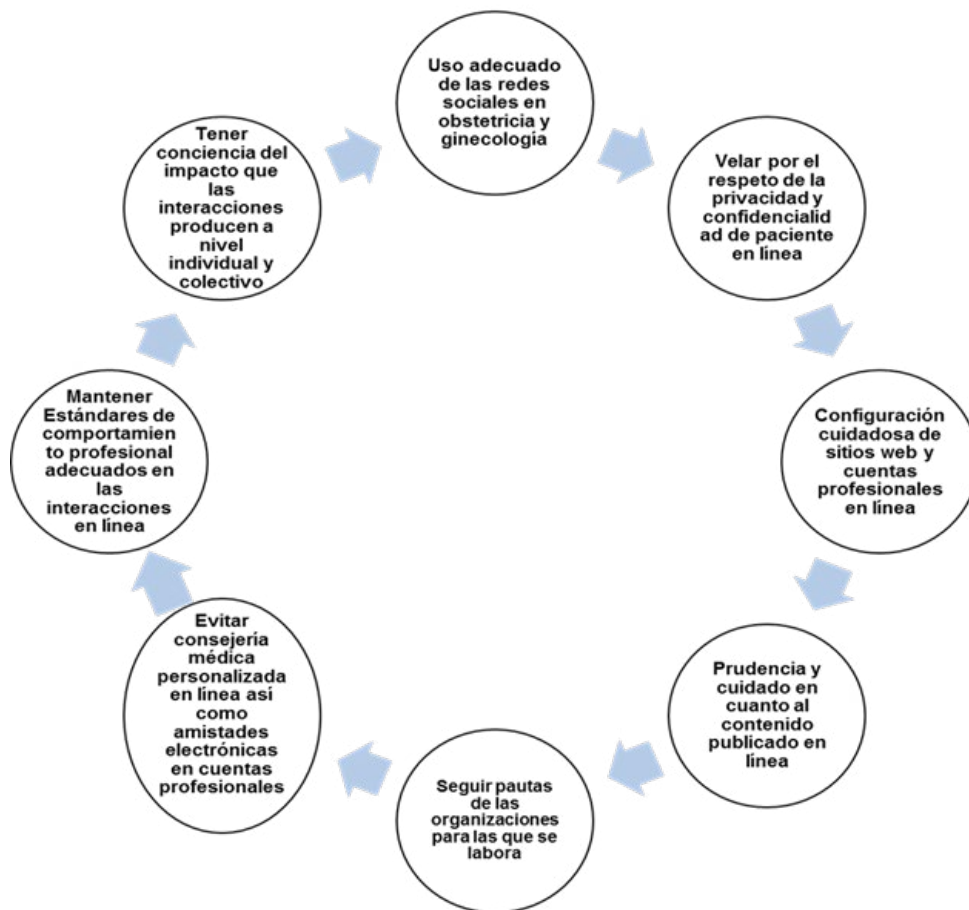 Uso adecuado
de las redes
sociales en
obstetricia y
ginecología
Velar por el
respeto de la
privacidad y
confidencialid
ad de paciente
en línea
Configuración
cuidadosa de
sitios web y
cuentas
profesionales
en línea
Prudencia y
cuidado en
cuanto al
contenido
publicado en
línea
Seguir pautas
de las
organizaciones
para las que se
labora
Evitar
consejería
médica
personalizada
en línea así
como
amistades
electrónicas
en cuentas
profesionales
Mantener
Estándares de
comportamien
to profesional
adecuados en
las
interacciones
en línea
Tener
conciencia del
impacto que
las
interacciones
producen a
nivel
individual y
colectivo